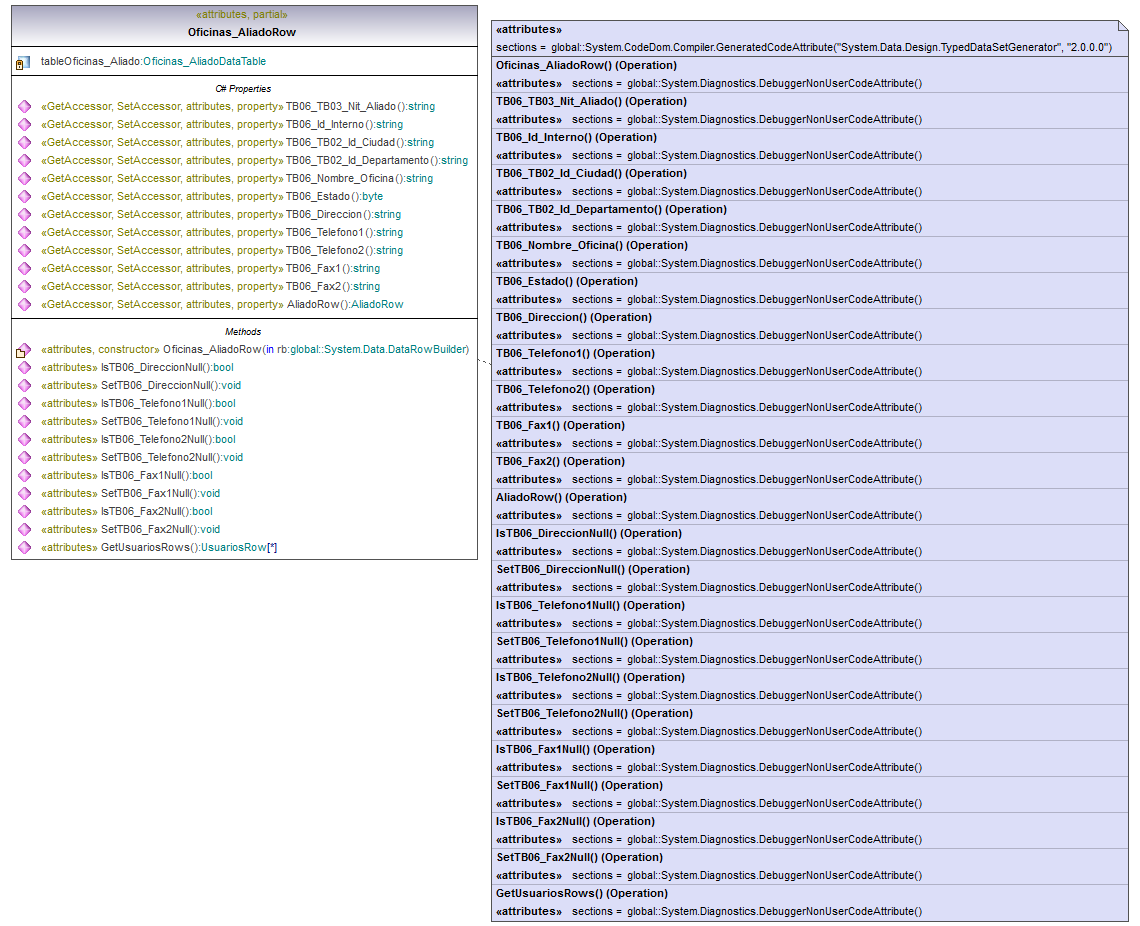 «attributes, partial»
Oficinas_AliadoRow
tableOficinas_Aliado:Oficinas_AliadoDataTable
C# Properties
«GetAccessor, SetAccessor, attributes, property» TB06_TB03_Nit_Aliado():string
«GetAccessor, SetAccessor, attributes, property» TB06_Id_Interno():string
«GetAccessor, SetAccessor, attributes, property» TB06_TB02_Id_Ciudad():string
«GetAccessor, SetAccessor, attributes, property» TB06_TB02_Id_Departamento():string
«GetAccessor, SetAccessor, attributes, property» TB06_Nombre_Oficina():string
«GetAccessor, SetAccessor, attributes, property» TB06_Estado():byte
«GetAccessor, SetAccessor, attributes, property» TB06_Direccion():string
«GetAccessor, SetAccessor, attributes, property» TB06_Telefono1():string
«GetAccessor, SetAccessor, attributes, property» TB06_Telefono2():string
«GetAccessor, SetAccessor, attributes, property» TB06_Fax1():string
«GetAccessor, SetAccessor, attributes, property» TB06_Fax2():string
«GetAccessor, SetAccessor, attributes, property» AliadoRow():AliadoRow
Methods
«attributes, constructor» Oficinas_AliadoRow(in rb:global::System.Data.DataRowBuilder)
«attributes» IsTB06_DireccionNull():bool
«attributes» SetTB06_DireccionNull():void
«attributes» IsTB06_Telefono1Null():bool
«attributes» SetTB06_Telefono1Null():void
«attributes» IsTB06_Telefono2Null():bool
«attributes» SetTB06_Telefono2Null():void
«attributes» IsTB06_Fax1Null():bool
«attributes» SetTB06_Fax1Null():void
«attributes» IsTB06_Fax2Null():bool
«attributes» SetTB06_Fax2Null():void
«attributes» GetUsuariosRows():UsuariosRow[*]
«attributes»
sections = global::System.CodeDom.Compiler.GeneratedCodeAttribute("System.Data.Design.TypedDataSetGenerator", "2.0.0.0")
Oficinas_AliadoRow() (Operation)
«attributes» sections = global::System.Diagnostics.DebuggerNonUserCodeAttribute()
TB06_TB03_Nit_Aliado() (Operation)
«attributes» sections = global::System.Diagnostics.DebuggerNonUserCodeAttribute()
TB06_Id_Interno() (Operation)
«attributes» sections = global::System.Diagnostics.DebuggerNonUserCodeAttribute()
TB06_TB02_Id_Ciudad() (Operation)
«attributes» sections = global::System.Diagnostics.DebuggerNonUserCodeAttribute()
TB06_TB02_Id_Departamento() (Operation)
«attributes» sections = global::System.Diagnostics.DebuggerNonUserCodeAttribute()
TB06_Nombre_Oficina() (Operation)
«attributes» sections = global::System.Diagnostics.DebuggerNonUserCodeAttribute()
TB06_Estado() (Operation)
«attributes» sections = global::System.Diagnostics.DebuggerNonUserCodeAttribute()
TB06_Direccion() (Operation)
«attributes» sections = global::System.Diagnostics.DebuggerNonUserCodeAttribute()
TB06_Telefono1() (Operation)
«attributes» sections = global::System.Diagnostics.DebuggerNonUserCodeAttribute()
TB06_Telefono2() (Operation)
«attributes» sections = global::System.Diagnostics.DebuggerNonUserCodeAttribute()
TB06_Fax1() (Operation)
«attributes» sections = global::System.Diagnostics.DebuggerNonUserCodeAttribute()
TB06_Fax2() (Operation)
«attributes» sections = global::System.Diagnostics.DebuggerNonUserCodeAttribute()
AliadoRow() (Operation)
«attributes» sections = global::System.Diagnostics.DebuggerNonUserCodeAttribute()
IsTB06_DireccionNull() (Operation)
«attributes» sections = global::System.Diagnostics.DebuggerNonUserCodeAttribute()
SetTB06_DireccionNull() (Operation)
«attributes» sections = global::System.Diagnostics.DebuggerNonUserCodeAttribute()
IsTB06_Telefono1Null() (Operation)
«attributes» sections = global::System.Diagnostics.DebuggerNonUserCodeAttribute()
SetTB06_Telefono1Null() (Operation)
«attributes» sections = global::System.Diagnostics.DebuggerNonUserCodeAttribute()
IsTB06_Telefono2Null() (Operation)
«attributes» sections = global::System.Diagnostics.DebuggerNonUserCodeAttribute()
SetTB06_Telefono2Null() (Operation)
«attributes» sections = global::System.Diagnostics.DebuggerNonUserCodeAttribute()
IsTB06_Fax1Null() (Operation)
«attributes» sections = global::System.Diagnostics.DebuggerNonUserCodeAttribute()
SetTB06_Fax1Null() (Operation)
«attributes» sections = global::System.Diagnostics.DebuggerNonUserCodeAttribute()
IsTB06_Fax2Null() (Operation)
«attributes» sections = global::System.Diagnostics.DebuggerNonUserCodeAttribute()
SetTB06_Fax2Null() (Operation)
«attributes» sections = global::System.Diagnostics.DebuggerNonUserCodeAttribute()
GetUsuariosRows() (Operation)
«attributes» sections = global::System.Diagnostics.DebuggerNonUserCodeAttribute()